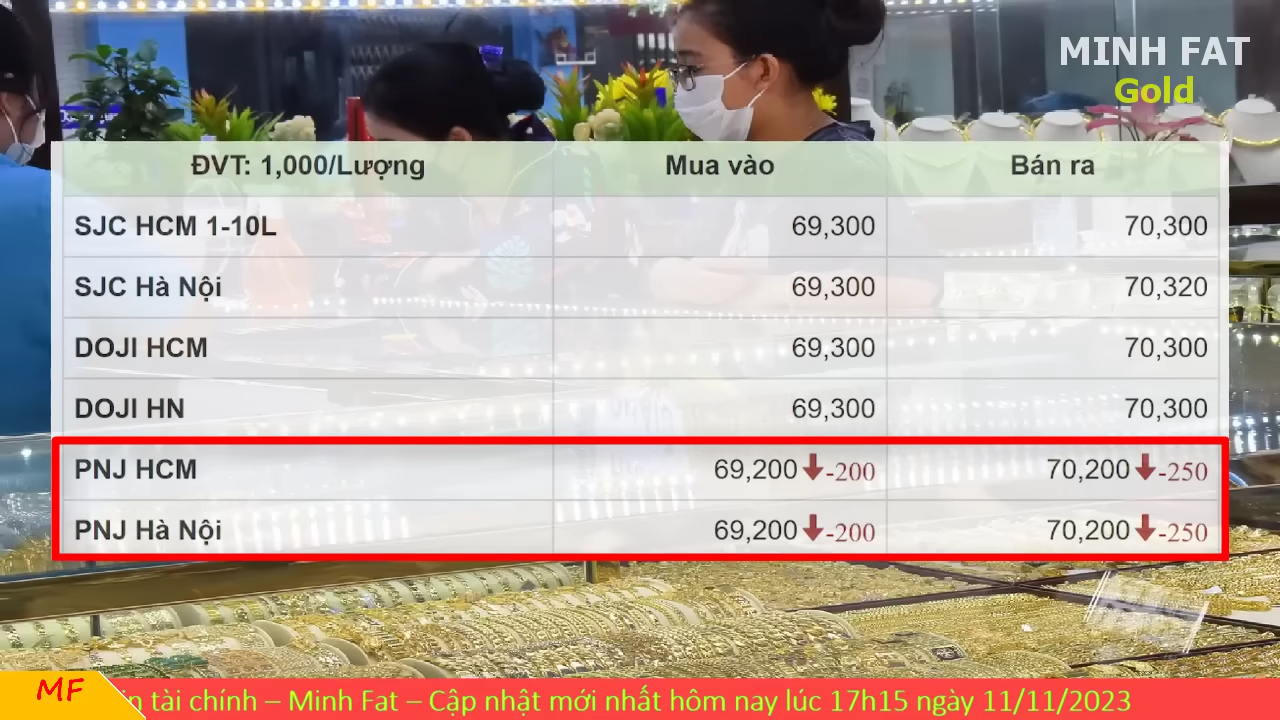 MINH FAT
Gold
ĐVT: 1,000/Lượng Mua vào Bán ra
SJC HCM 1-10L 69,300 70,300
SJC Hà Nội 69,300 70,320
DOJI HCM 69,300 70,300
DOJI HN 69,300 70,300
PNJ HCM 69,200 -200 70,200 -250
PNJ Hà Nội 69,200 -200 70,200 -250
MF
tài chính – Minh Fat – Cập nhật mới nhất hôm nay lúc 17h15 ngày 11/11/2023